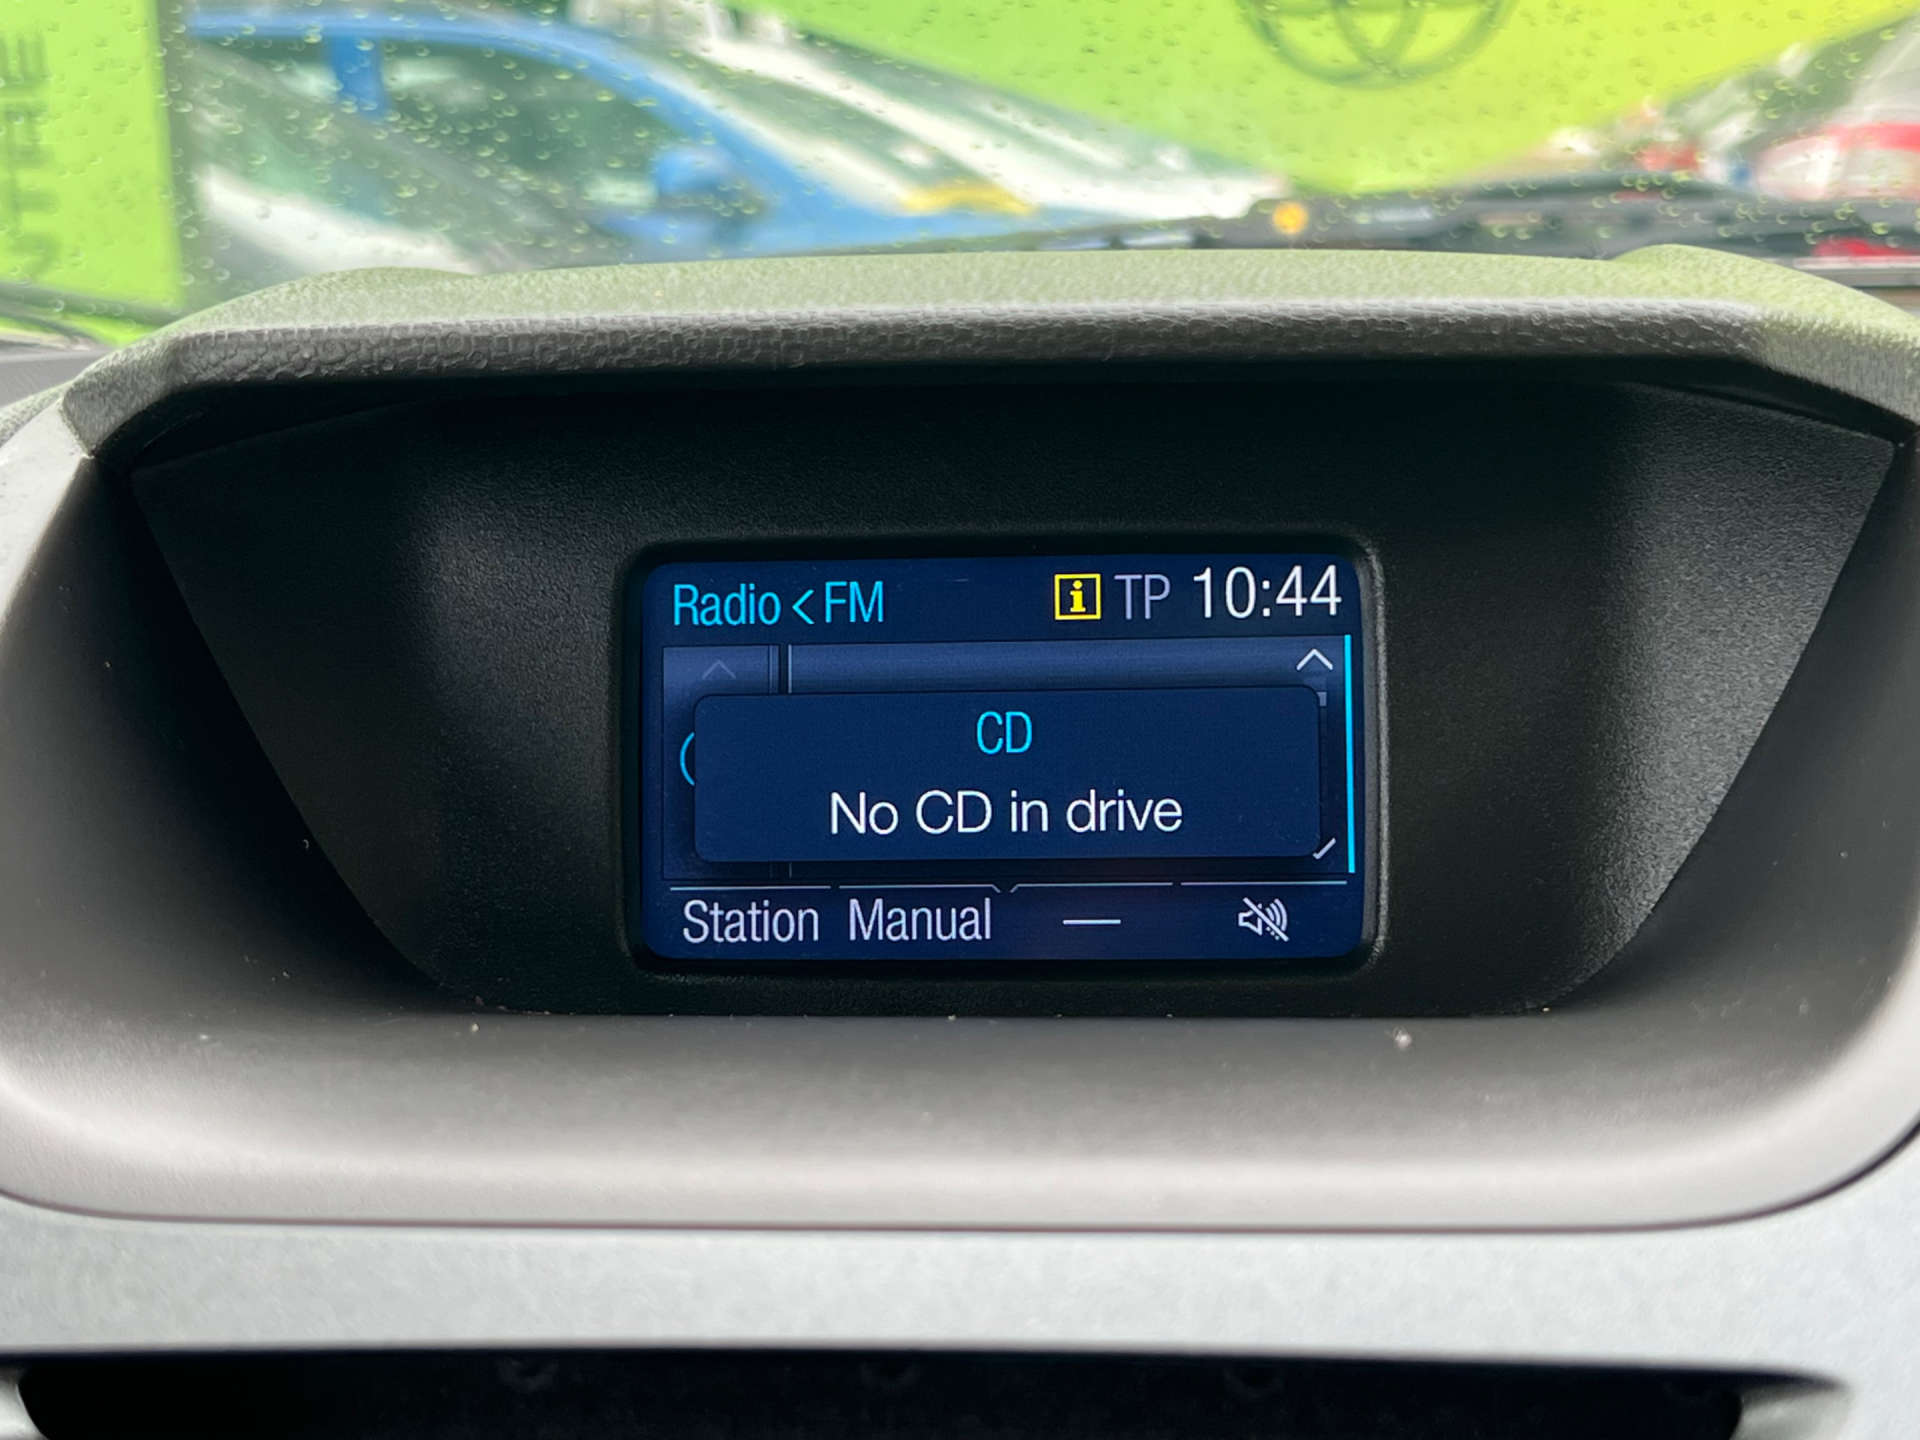 Radio < FM
i TP 10:44
CD
No CD in drive
Station Manual —